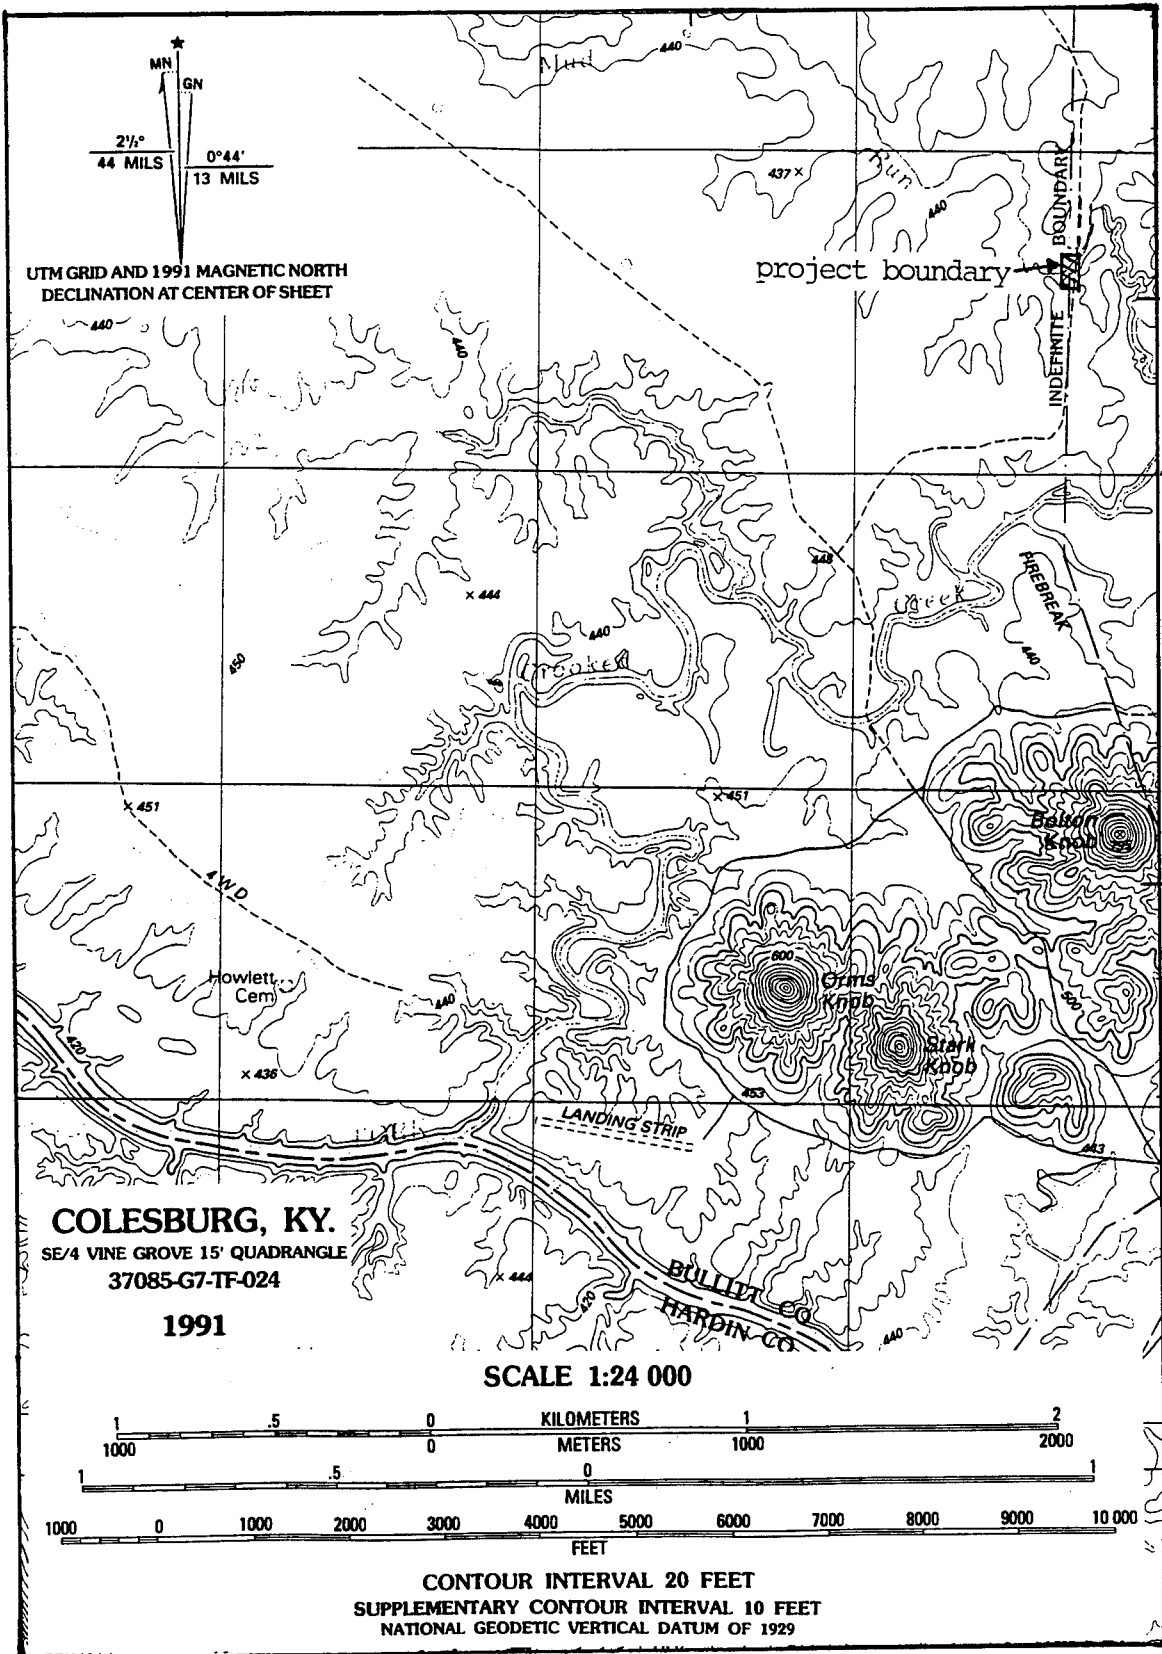 MN
GN
2½°
44 MILS
0°44'
13 MILS
UTM GRID AND 1991 MAGNETIC NORTH
DECLINATION AT CENTER OF SHEET
440
Mud
437
Run
440
INDEFINITE BOUNDARY
project boundary
440
440
444
448
Creek
FIREBREAK
440
440
Crooked
450
451
451
Bolton
Knob
4WD
600
Orms
Knob
Howlett
Cem
440
500
Stark
Knob
420
436
453
LANDING STRIP
443
COLESBURG, KY.
SE/4 VINE GROVE 15' QUADRANGLE
37085-G7-TF-024
1991
444
420
BULLITT CO
HARDIN CO
440
SCALE 1:24 000
1 .5 0 KILOMETERS 1 2
1000 0 METERS 1000 2000
1 .5 0 1
MILES
1000 0 1000 2000 3000 4000 5000 6000 7000 8000 9000 10 000
FEET
CONTOUR INTERVAL 20 FEET
SUPPLEMENTARY CONTOUR INTERVAL 10 FEET
NATIONAL GEODETIC VERTICAL DATUM OF 1929